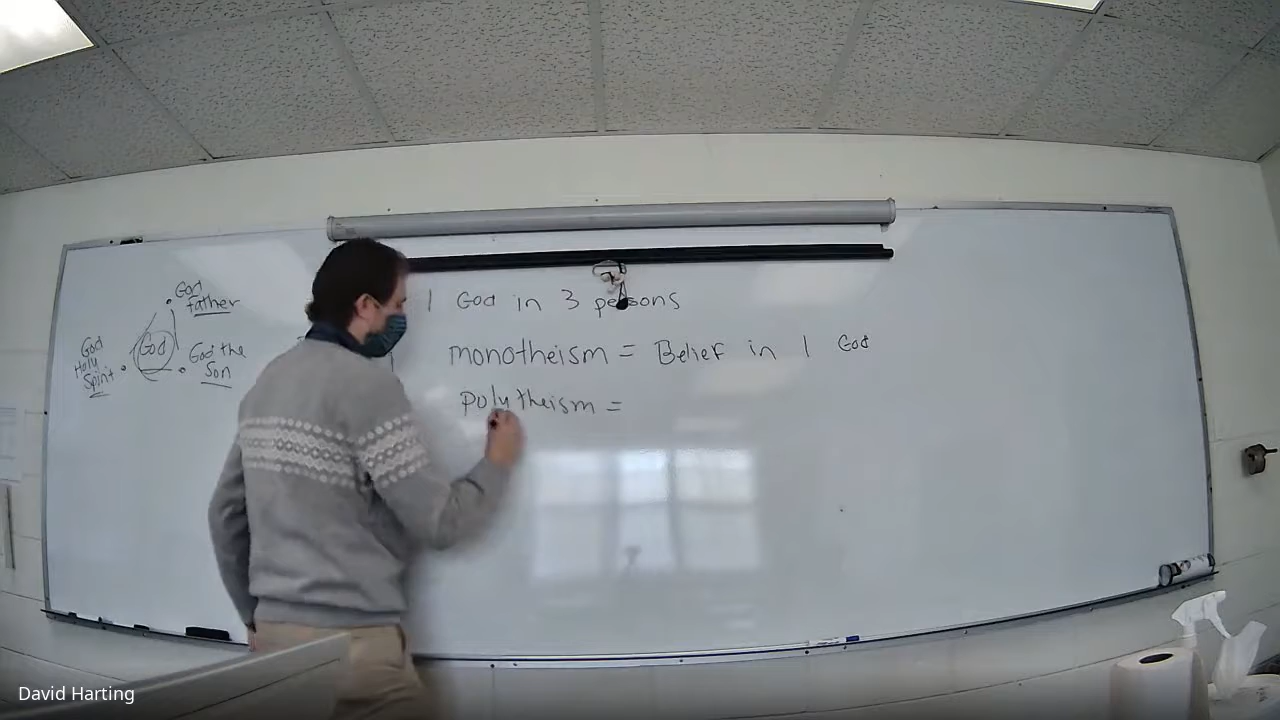 God
father
God
Holy
Spirit
God
God the
Son
1 God in 3 persons
monotheism = Belief in 1 God
polytheism =
David Harting